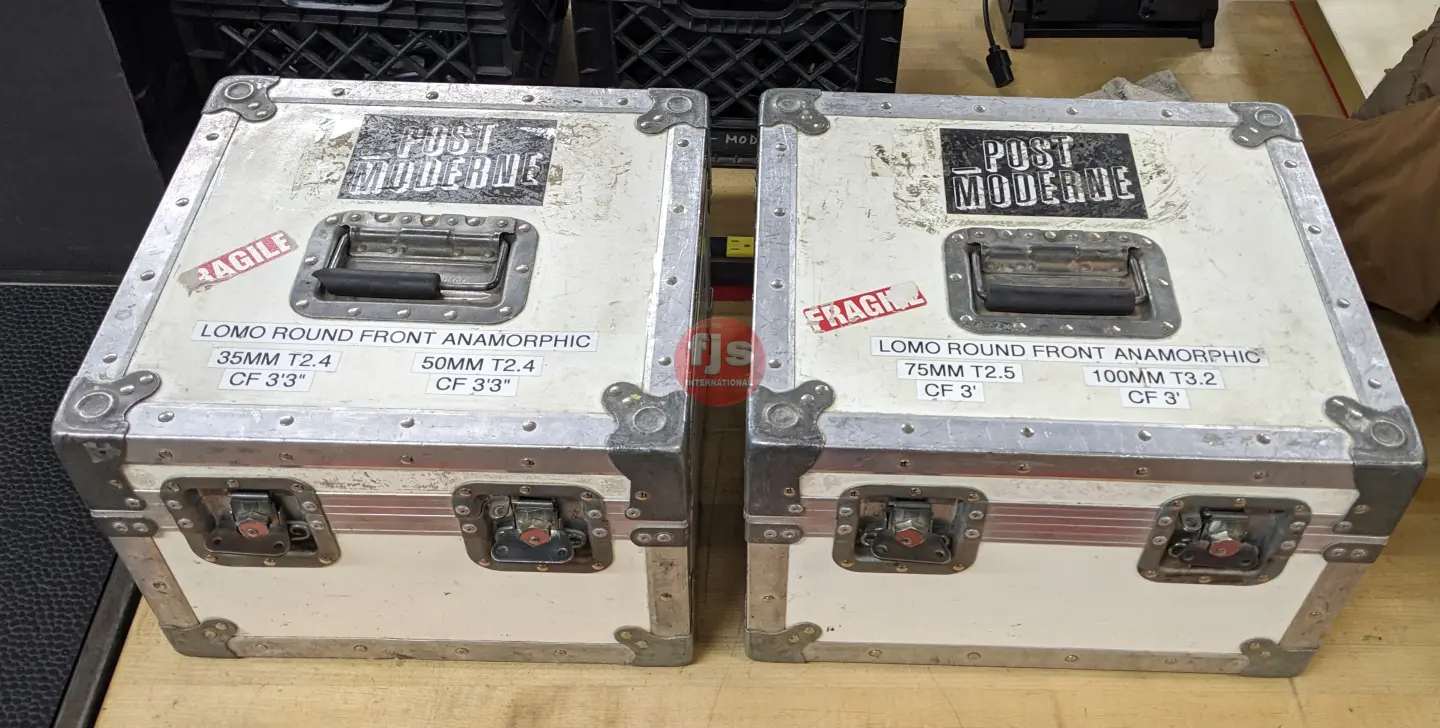 POST
MODERNE
RAGILE
LOMO ROUND FRONT ANAMORPHIC
35MM T2.4
CF 3'3"
50MM T2.4
CF 3'3"
MOD
fjs
INTERNATIONAL
POST
MODERNE
FRAGILE
LOMO ROUND FRONT ANAMORPHIC
75MM T2.5
CF 3'
100MM T3.2
CF 3'